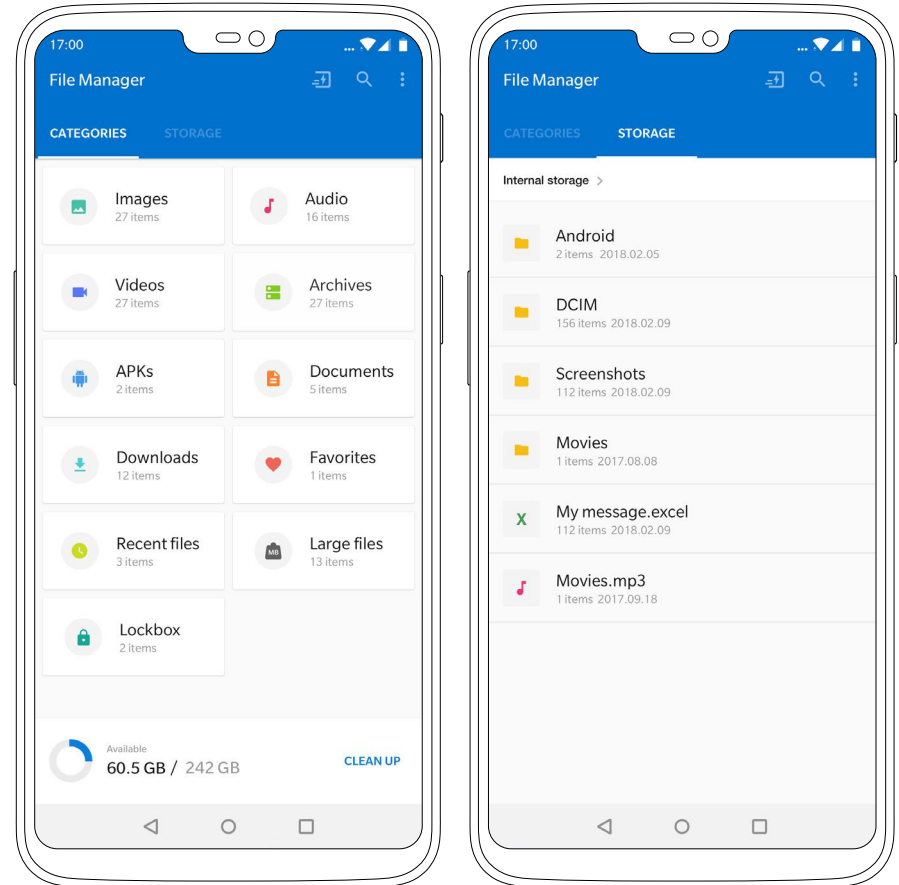 17:00
...
File Manager
CATEGORIES STORAGE
Images
27 items
Audio
16 items
Videos
27 items
Archives
27 items
APKs
2 items
Documents
5 items
Downloads
12 items
Favorites
1 items
Recent files
3 items
MB
Large files
13 items
Lockbox
2 items
Available
60.5 GB / 242 GB
CLEAN UP
17:00
...
File Manager
CATEGORIES STORAGE
Internal storage >
Android
2 items 2018.02.05
DCIM
156 items 2018.02.09
Screenshots
112 items 2018.02.09
Movies
1 items 2017.08.08
X
My message.excel
112 items 2018.02.09
Movies.mp3
1 items 2017.09.18